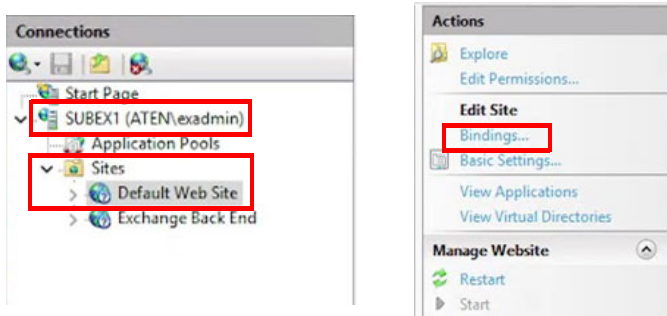 Connections
Start Page
SUBEX1 (ATEN\exadmin)
Application Pools
Sites
Default Web Site
Exchange Back End
Actions
Explore
Edit Permissions...
Edit Site
Bindings...
Basic Settings...
View Applications
View Virtual Directories
Manage Website
Restart
Start